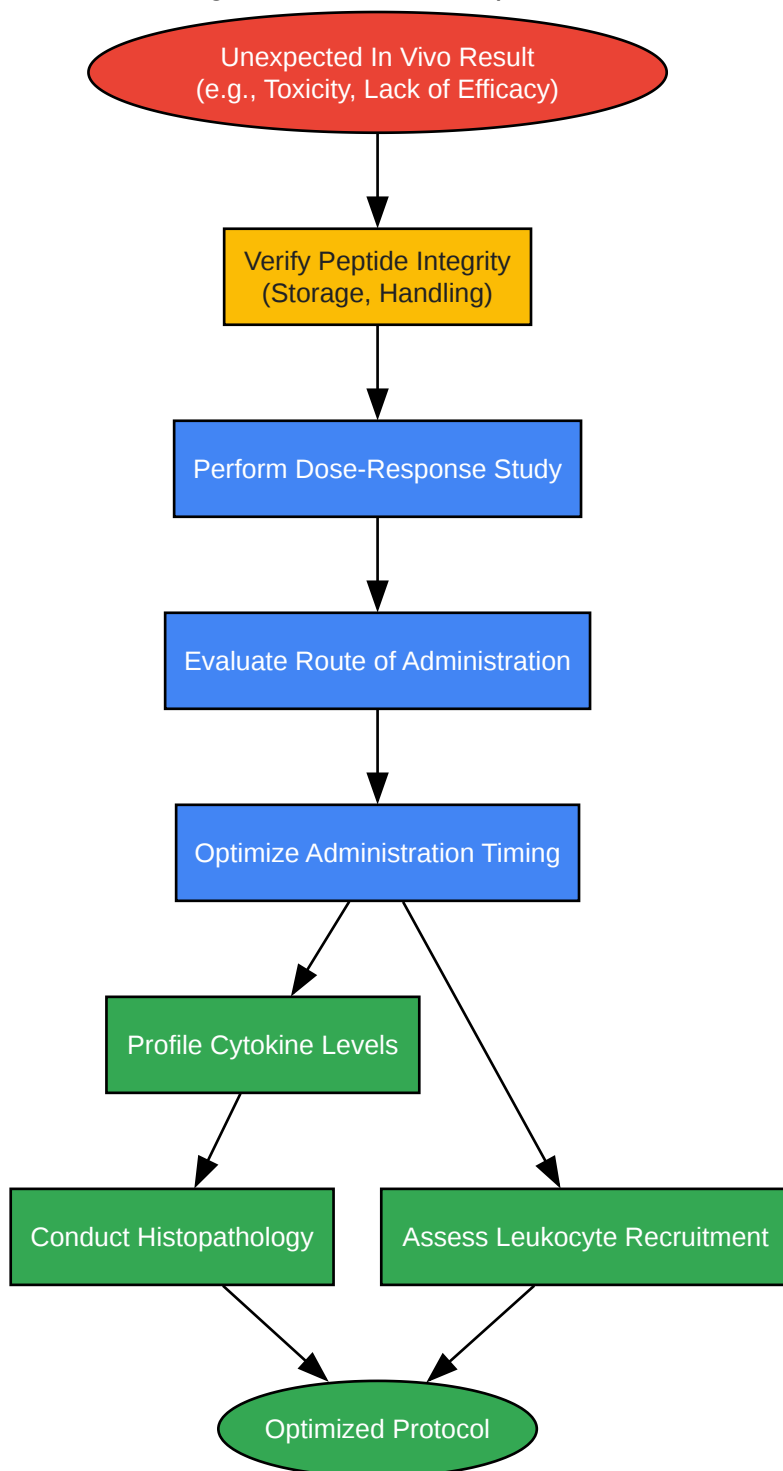 Unexpected In Vivo Result
(e.g., Toxicity, Lack of Efficacy)
Verify Peptide Integrity
(Storage, Handling)
Perform Dose-Response Study
Evaluate Route of Administration
Optimize Administration Timing
Profile Cytokine Levels
Conduct Histopathology
Assess Leukocyte Recruitment
Optimized Protocol